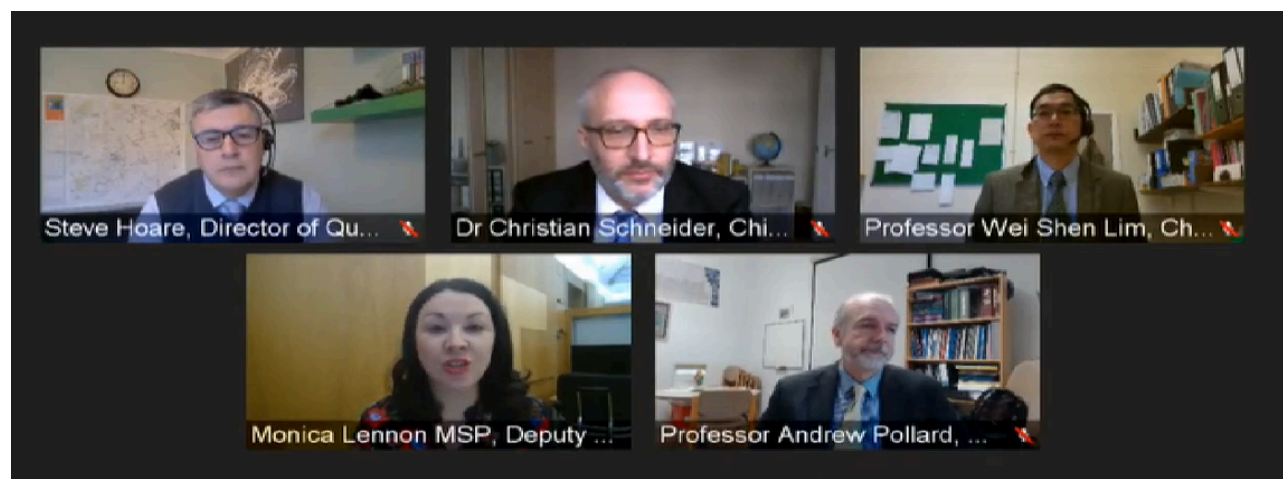 Steve Hoare, Director of Qu...
Dr Christian Schneider, Chi...
Professor Wei Shen Lim, Ch...
Monica Lennon MSP, Deputy ...
Professor Andrew Pollard, ...